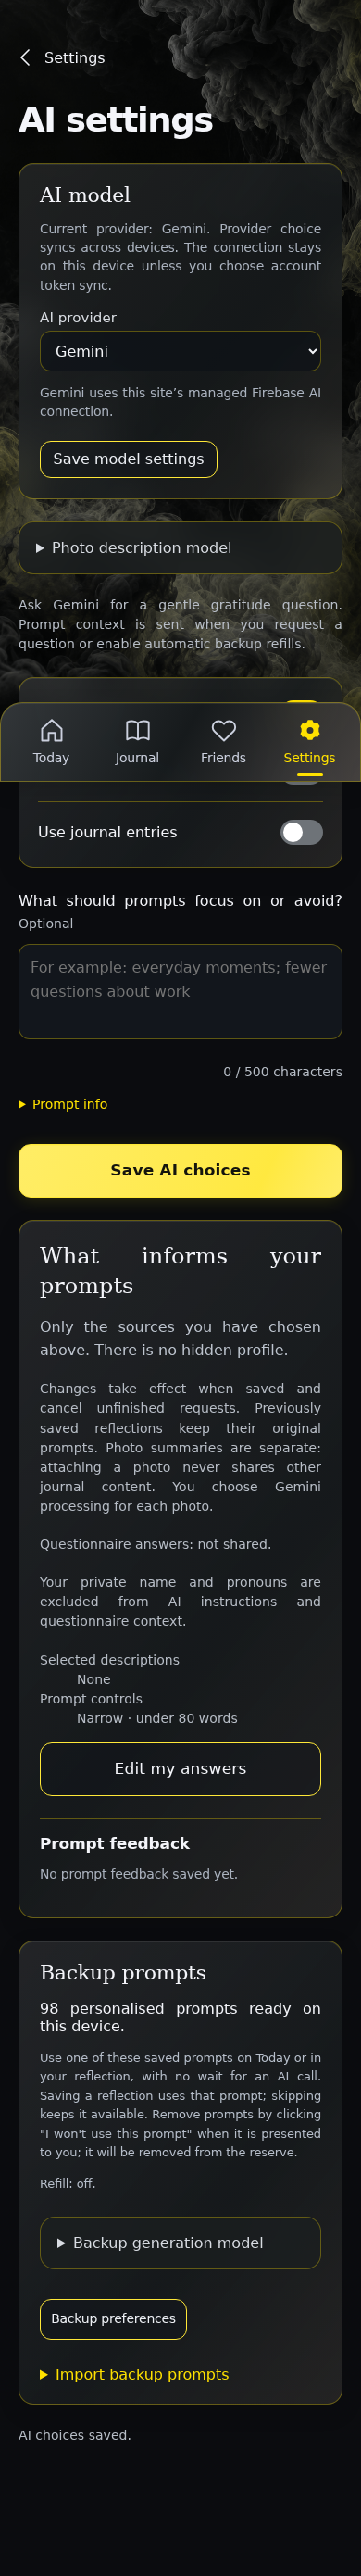 Settings
AI settings
AI model
Current provider: Gemini. Provider choice
syncs across devices. The connection stays
on this device unless you choose account
token sync.
AI provider
Gemini
Gemini uses this site’s managed Firebase AI
connection.
Save model settings
Photo description model
Ask Gemini for a gentle gratitude question.
Prompt context is sent when you request a
question or enable automatic backup refills.
Today
Journal
Friends
Settings
Use journal entries
What should prompts focus on or avoid?
Optional
For example: everyday moments; fewer
questions about work
0 / 500 characters
Prompt info
Save AI choices
What informs your
prompts
Only the sources you have chosen
above. There is no hidden profile.
Changes take effect when saved and
cancel unfinished requests. Previously
saved reflections keep their original
prompts. Photo summaries are separate:
attaching a photo never shares other
journal content. You choose Gemini
processing for each photo.
Questionnaire answers: not shared.
Your private name and pronouns are
excluded from AI instructions and
questionnaire context.
Selected descriptions
None
Prompt controls
Narrow · under 80 words
Edit my answers
Prompt feedback
No prompt feedback saved yet.
Backup prompts
98 personalised prompts ready on
this device.
Use one of these saved prompts on Today or in
your reflection, with no wait for an AI call.
Saving a reflection uses that prompt; skipping
keeps it available. Remove prompts by clicking
"I won't use this prompt" when it is presented
to you; it will be removed from the reserve.
Refill: off.
Backup generation model
Backup preferences
Import backup prompts
AI choices saved.